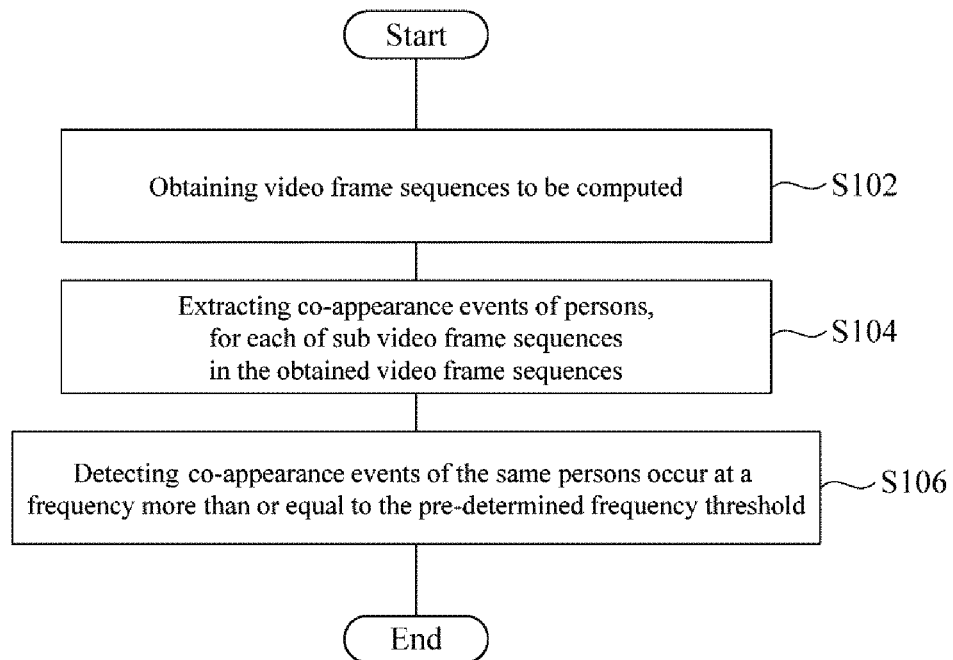 Start
Obtaining video frame sequences to be computed
S102
Extracting co-appearance events of persons,
for each of sub video frame sequences
in the obtained video frame sequences
S104
Detecting co-appearance events of the same persons occur at a
frequency more than or equal to the pre-determined frequency threshold
S106
End